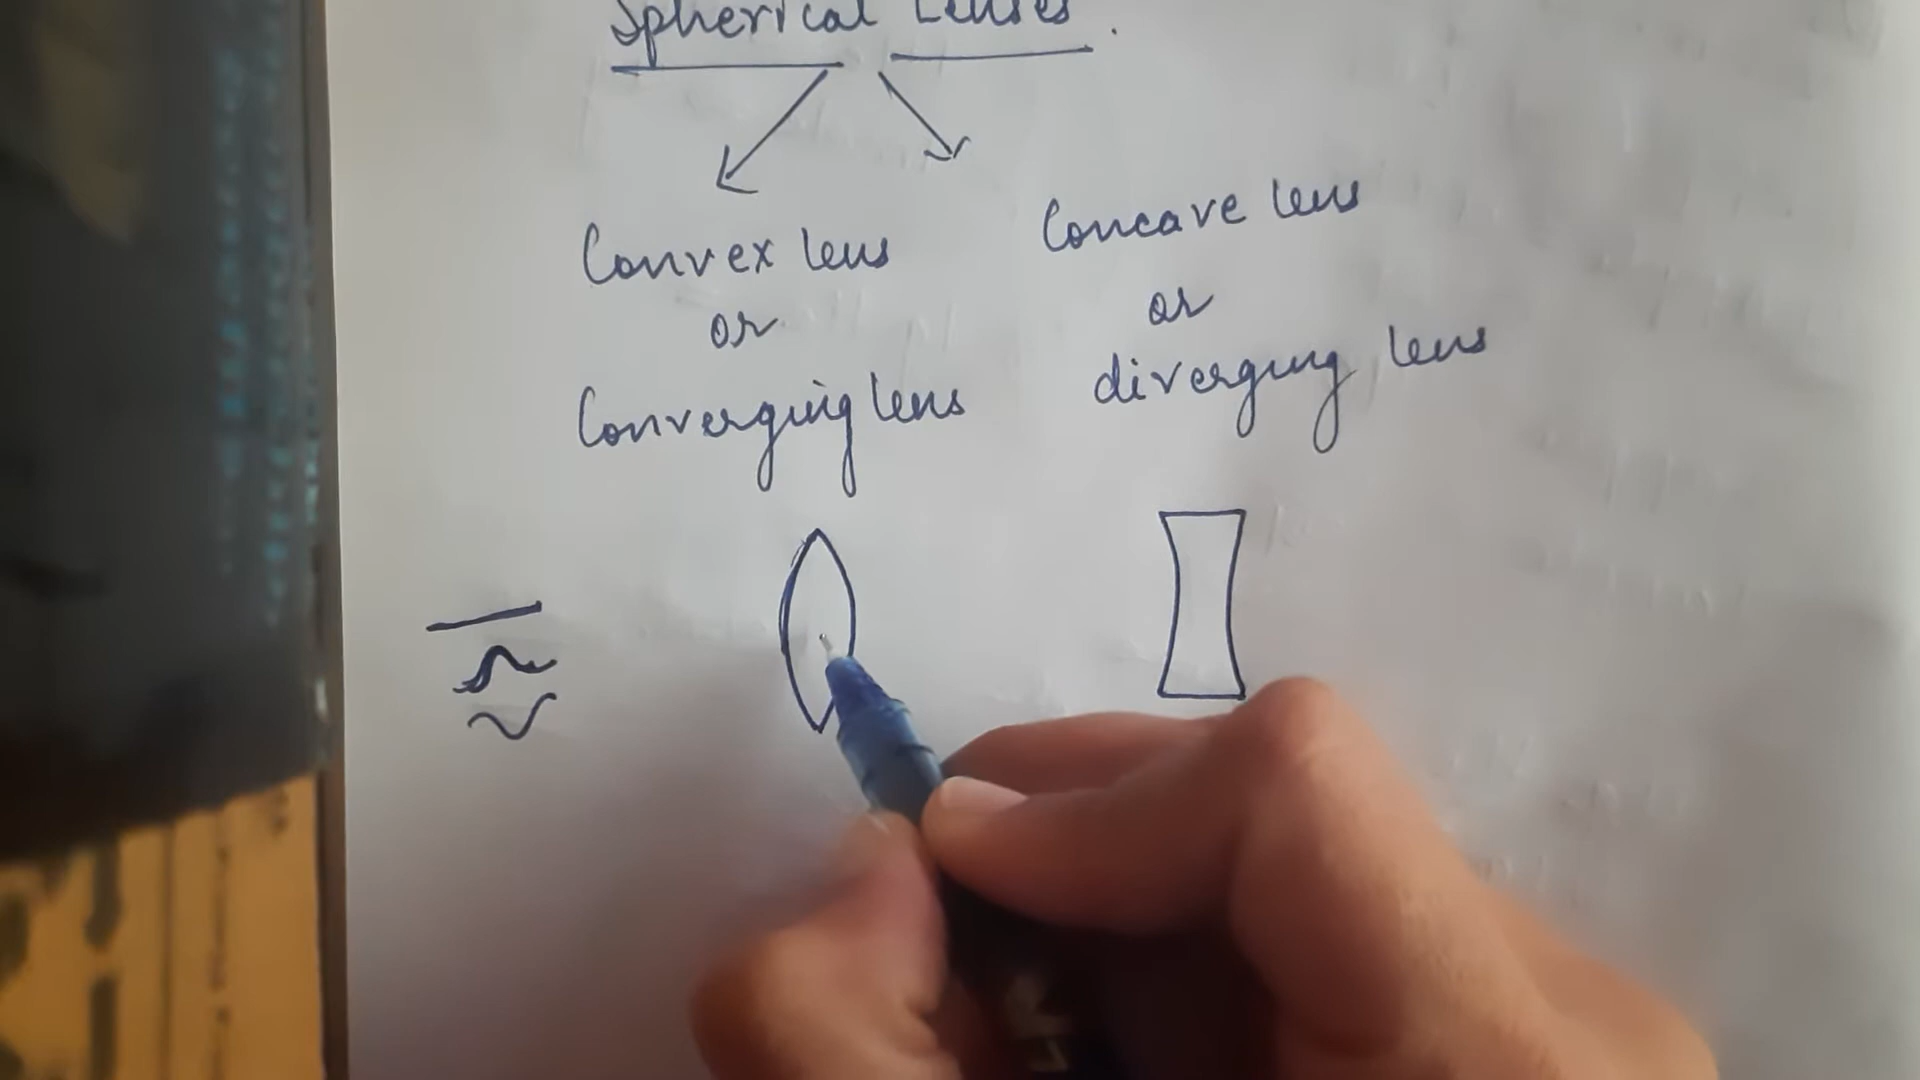 Spherical Lenses.
Convex lens
or
Converging lens
Concave lens
or
diverging lens